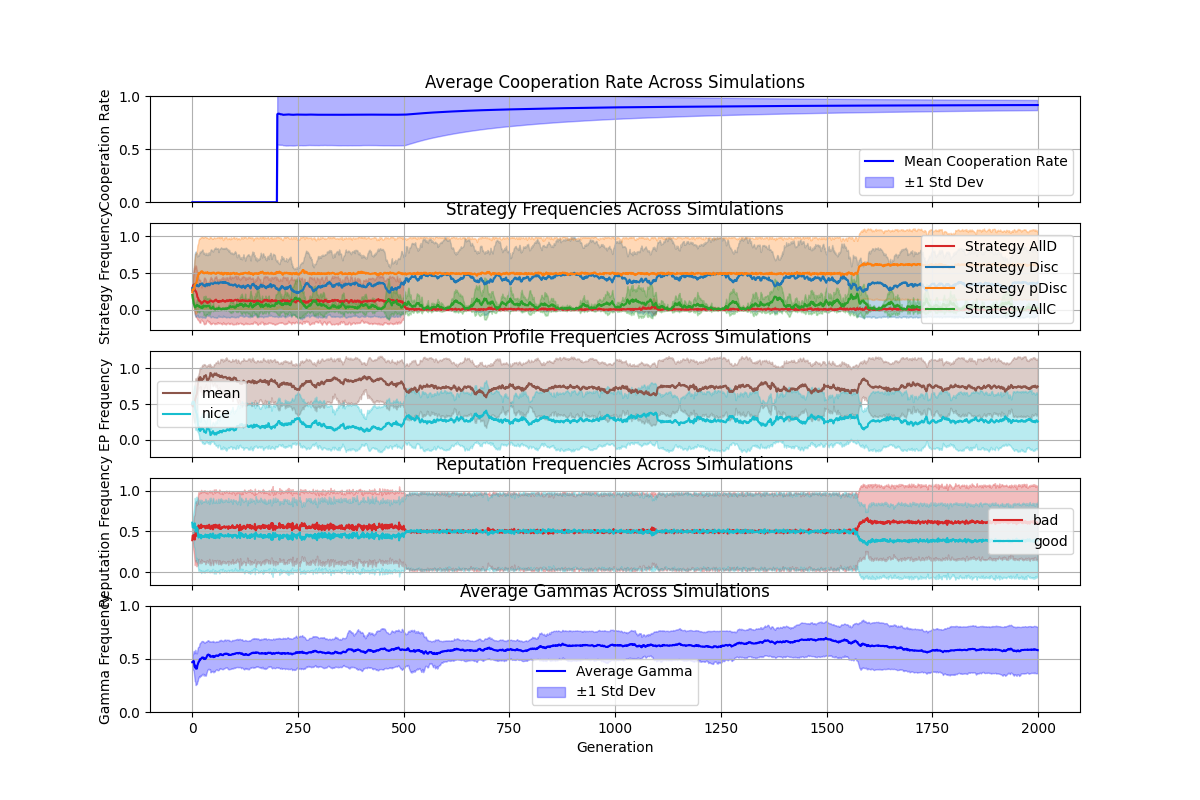 Average Cooperation Rate Across Simulations
Cooperation Rate
1.0
0.5
0.0
Mean Cooperation Rate
±1 Std Dev
Strategy Frequencies Across Simulations
Strategy Frequency
1.0
0.5
0.0
Strategy AllD
Strategy Disc
Strategy pDisc
Strategy AllC
Emotion Profile Frequencies Across Simulations
EP Frequency
1.0
0.5
0.0
mean
nice
Reputation Frequencies Across Simulations
Reputation Frequency
1.0
0.5
0.0
bad
good
Average Gammas Across Simulations
Gamma Frequency
1.0
0.5
0.0
Average Gamma
±1 Std Dev
0 250 500 750 1000 1250 1500 1750 2000
Generation